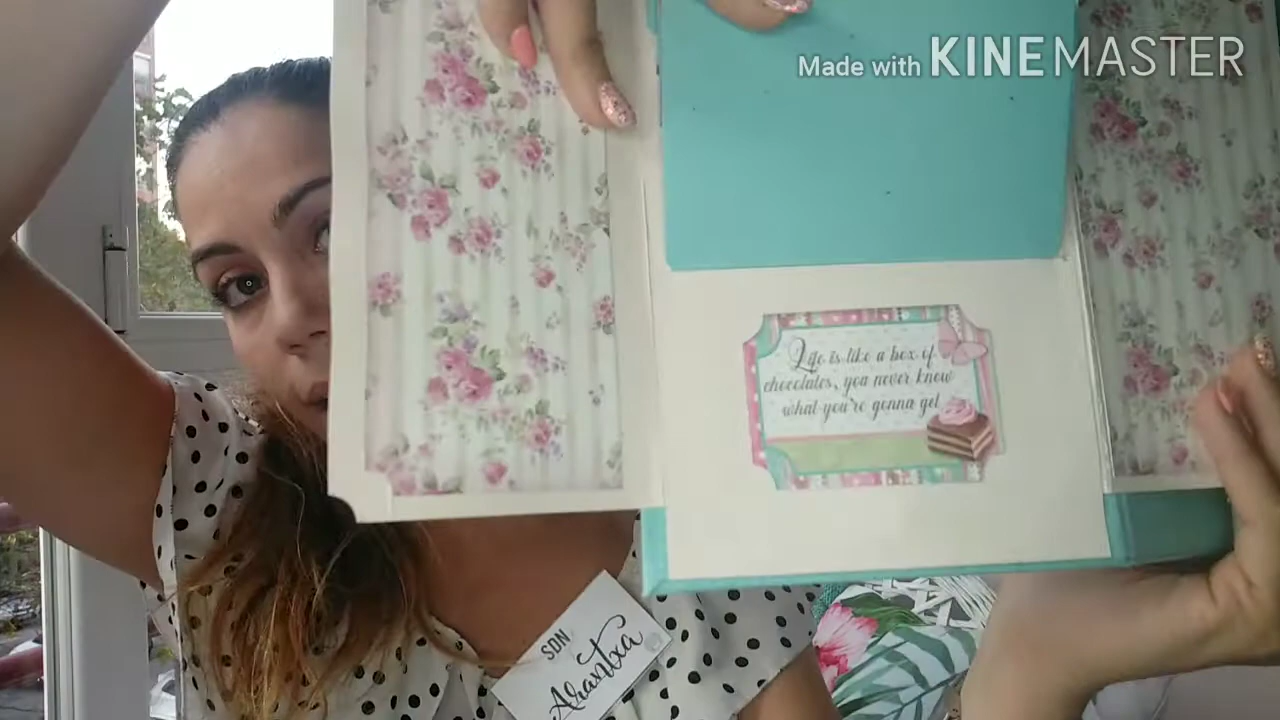 Made with KINEMASTER
Life is like a box of
chocolates, you never know
what you're gonna get
SDN
Arantxa